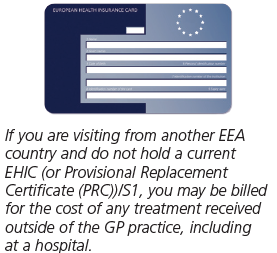 EUROPEAN HEALTH INSURANCE CARD
If you are visiting from another EEA
country and do not hold a current
EHIC (or Provisional Replacement
Certificate (PRC))/S1, you may be billed
for the cost of any treatment received
outside of the GP practice, including
at a hospital.